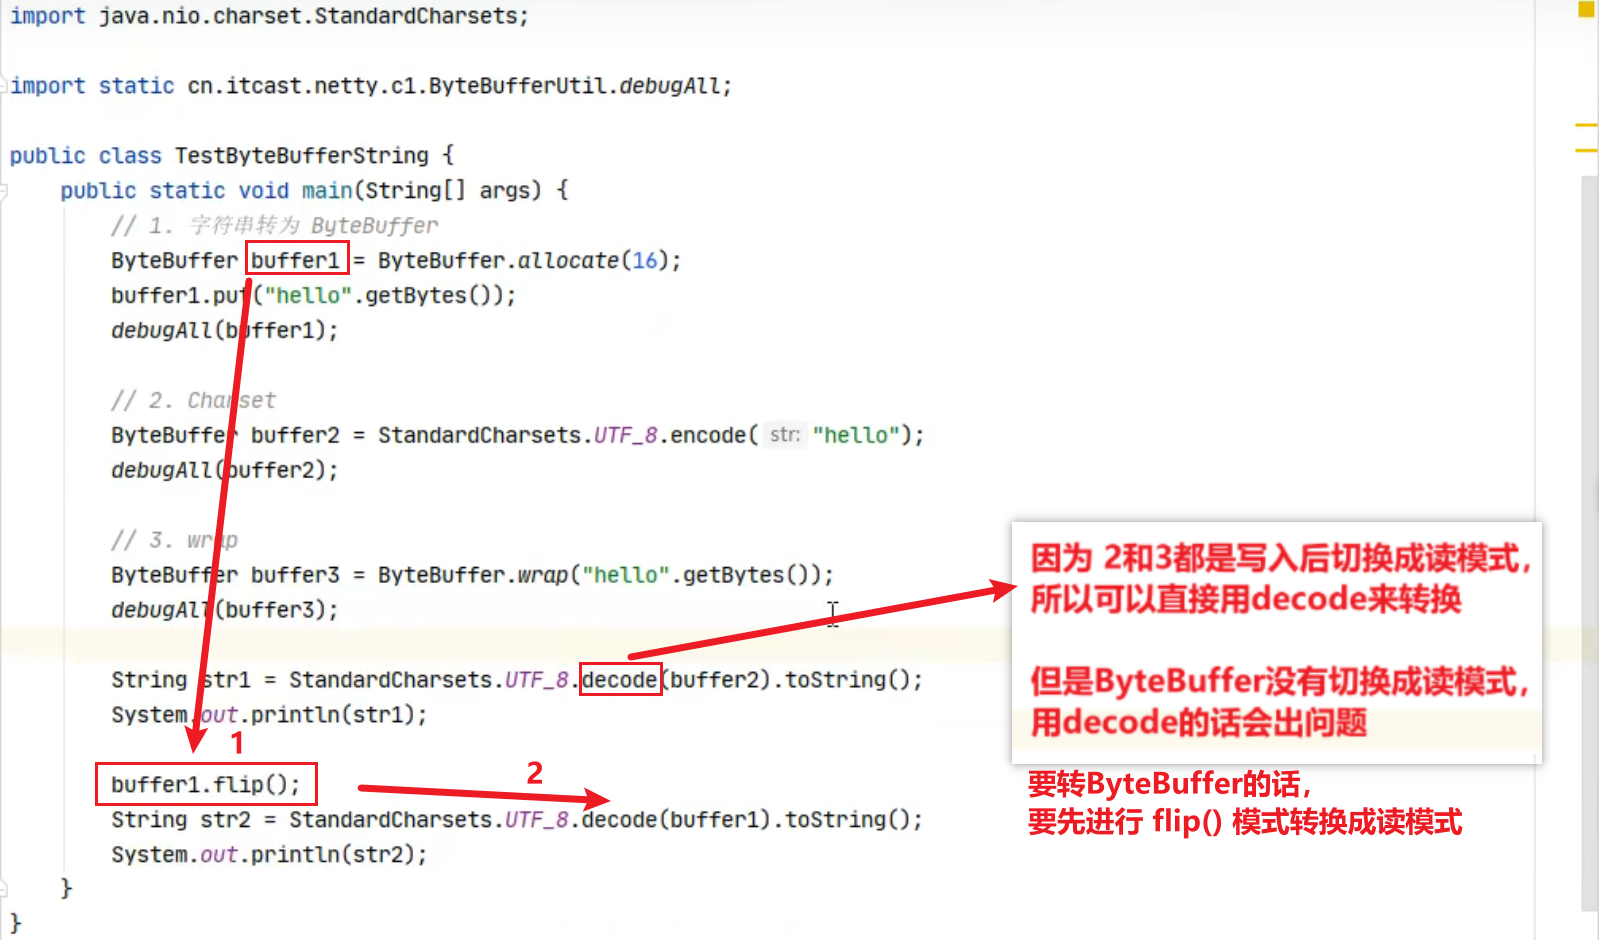 import java.nio.charset.StandardCharsets;
import static cn.itcast.netty.c1.ByteBufferUtil.debugAll;
public class TestByteBufferString {
public static void main(String[] args) {
// 1. 字符串转为 ByteBuffer
ByteBuffer buffer1 = ByteBuffer.allocate(16);
buffer1.put("hello".getBytes());
debugAll(buffer1);
// 2. Charset
ByteBuffer buffer2 = StandardCharsets.UTF_8.encode( str: "hello");
debugAll(buffer2);
// 3. wrap
ByteBuffer buffer3 = ByteBuffer.wrap("hello".getBytes());
debugAll(buffer3);
String str1 = StandardCharsets.UTF_8.decode(buffer2).toString();
System.out.println(str1);
1
buffer1.flip();
2
String str2 = StandardCharsets.UTF_8.decode(buffer1).toString();
System.out.println(str2);
}
}
因为 2和3都是写入后切换成读模式，
所以可以直接用decode来转换
但是ByteBuffer没有切换成读模式，
用decode的话会出问题
要转ByteBuffer的话，
要先进行 flip() 模式转换成读模式